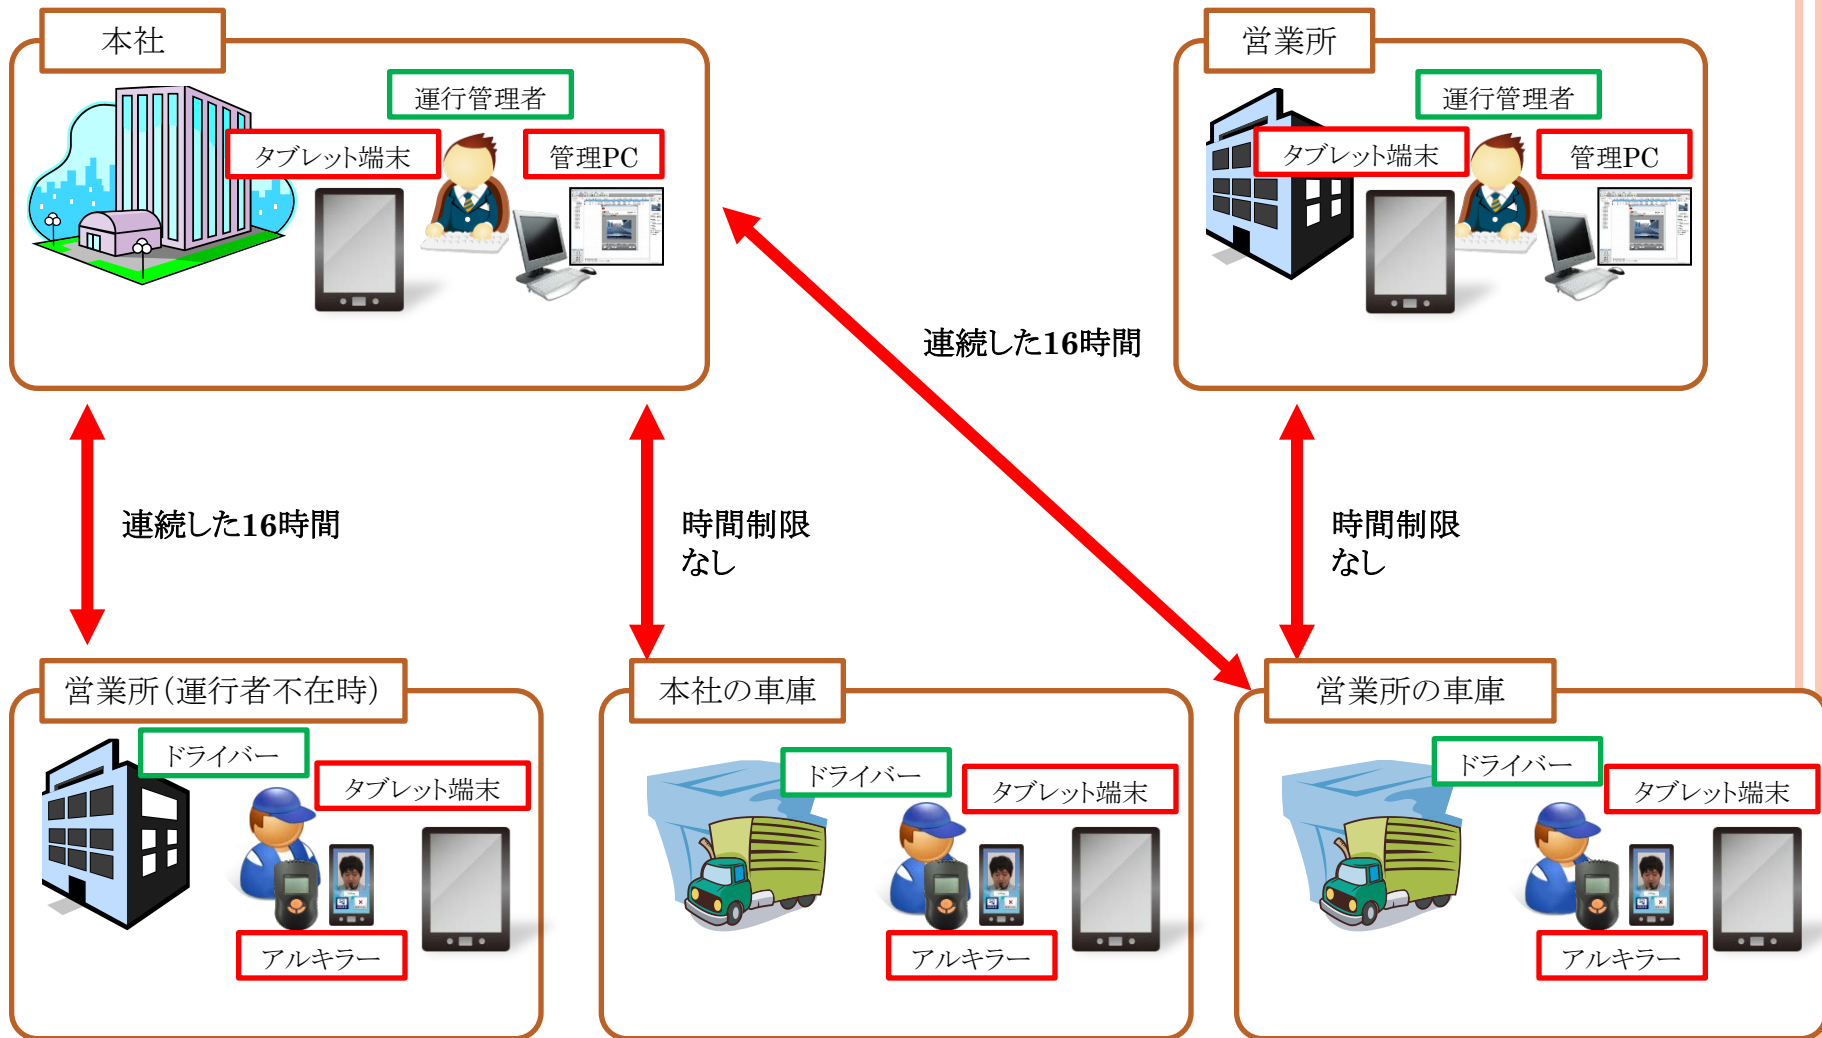 本社
営業所
運行管理者
運行管理者
タブレット端末
管理PC
タブレット端末
管理PC
連続した16時間
連続した16時間
時間制限
なし
時間制限
なし
営業所(運行者不在時)
本社の車庫
営業所の車庫
ドライバー
タブレット端末
ドライバー
タブレット端末
ドライバー
タブレット端末
アルキラー
アルキラー
アルキラー